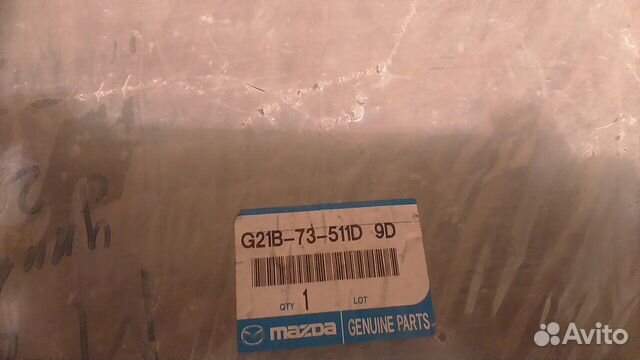 G21B-73-511D 9D
QTY 1 LOT
mazda GENUINE PARTS
Avito